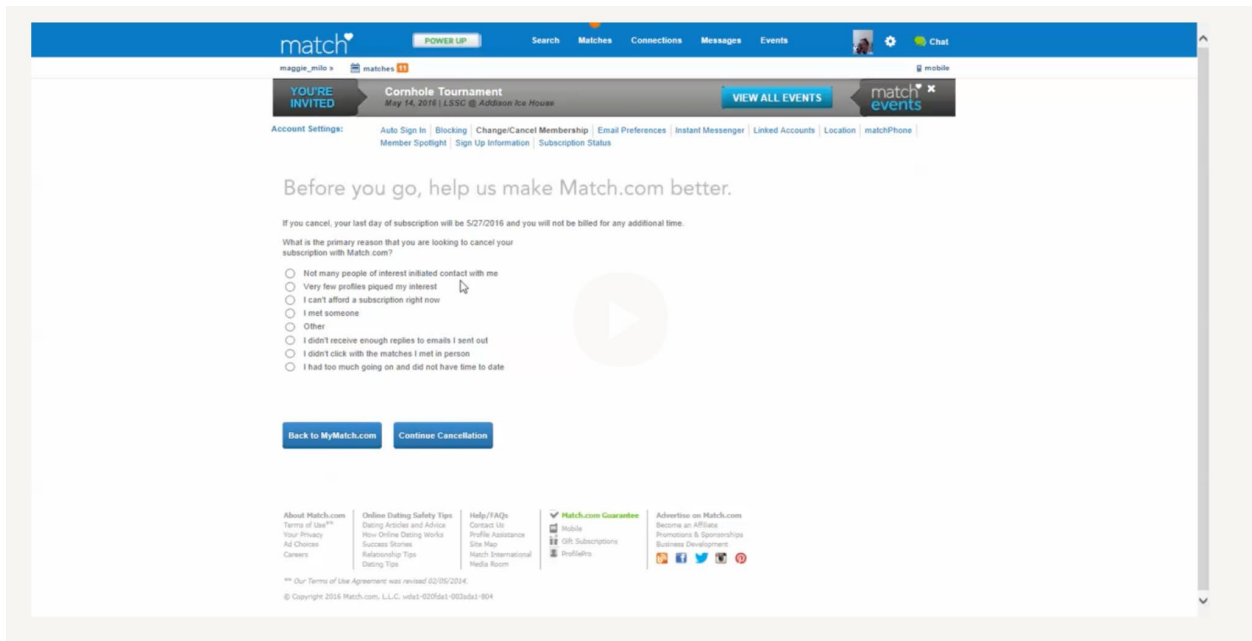 match
POWER UP
Search Matches Connections Messages Events
Chat
maggie_milo »
matches 11
mobile
YOU'RE
INVITED
Cornhole Tournament
May 14, 2016 | LSSC @ Addison Ice House
VIEW ALL EVENTS
match
events
Account Settings:
Auto Sign In | Blocking | Change/Cancel Membership | Email Preferences | Instant Messenger | Linked Accounts | Location | matchPhone
Member Spotlight | Sign Up Information | Subscription Status
Before you go, help us make Match.com better.
If you cancel, your last day of subscription will be 5/27/2016 and you will not be billed for any additional time.
What is the primary reason that you are looking to cancel your
subscription with Match.com?
Not many people of interest initiated contact with me
Very few profiles piqued my interest
I can't afford a subscription right now
I met someone
Other
I didn't receive enough replies to emails I sent out
I didn't click with the matches I met in person
I had too much going on and did not have time to date
Back to MyMatch.com
Continue Cancellation
About Match.com
Terms of Use**
Your Privacy
Ad Choices
Careers
Online Dating Safety Tips
Dating Articles and Advice
How Online Dating Works
Success Stories
Relationship Tips
Dating Tips
Help/FAQs
Contact Us
Profile Assistance
Site Map
Match International
Media Room
Match.com Guarantee
Mobile
Gift Subscriptions
ProfilePro
Advertise on Match.com
Become an Affiliate
Promotions & Sponsorships
Business Development
** Our Terms of Use Agreement was revised 02/05/2014.
© Copyright 2016 Match.com, L.L.C.